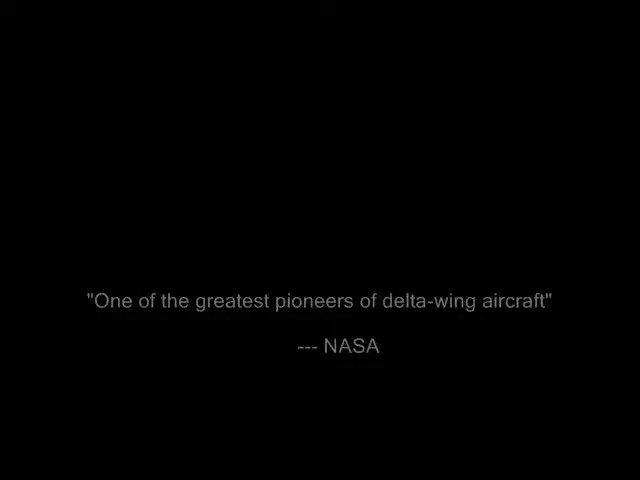 "One of the greatest pioneers of delta-wing aircraft"
--- NASA